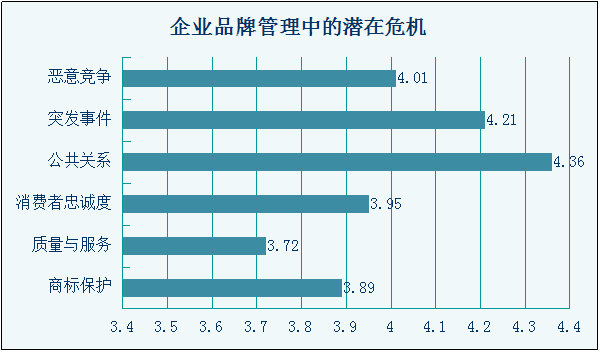 企业品牌管理中的潜在危机
恶意竞争 4.01
突发事件 4.21
公共关系 4.36
消费者忠诚度 3.95
质量与服务 3.72
商标保护 3.89
3.4 3.5 3.6 3.7 3.8 3.9 4 4.1 4.2 4.3 4.4